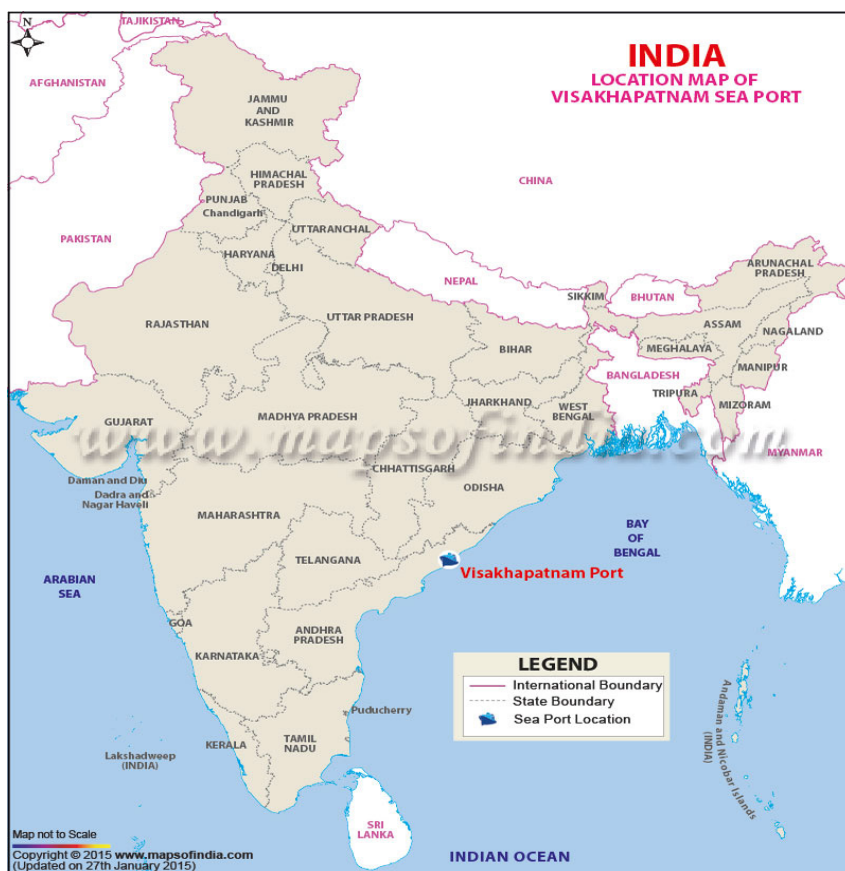 N
TAJIKISTAN
INDIA
LOCATION MAP OF
VISAKHAPATNAM SEA PORT
AFGHANISTAN
JAMMU
AND
KASHMIR
CHINA
HIMACHAL
PRADESH
PUNJAB
Chandigarh
UTTARANCHAL
PAKISTAN
HARYANA
DELHI
NEPAL
ARUNACHAL
PRADESH
SIKKIM
BHUTAN
RAJASTHAN
UTTAR PRADESH
ASSAM
NAGALAND
BIHAR
MEGHALAYA
MANIPUR
BANGLADESH
TRIPURA
MIZORAM
JHARKHAND
WEST
BENGAL
GUJARAT
MADHYA PRADESH
www.mapsofindia.com
MYANMAR
CHHATTISGARH
Daman and Diu
Dadra and
Nagar Haveli
ODISHA
MAHARASHTRA
BAY
OF
BENGAL
TELANGANA
Visakhapatnam Port
ARABIAN
SEA
GOA
ANDHRA
PRADESH
KARNATAKA
LEGEND
International Boundary
State Boundary
Sea Port Location
Puducherry
Andaman and Nicobar Islands
(INDIA)
KERALA
TAMIL
NADU
Lakshadweep
(INDIA)
SRI
LANKA
Map not to Scale
Copyright © 2015 www.mapsofindia.com
(Updated on 27th January 2015)
INDIAN OCEAN